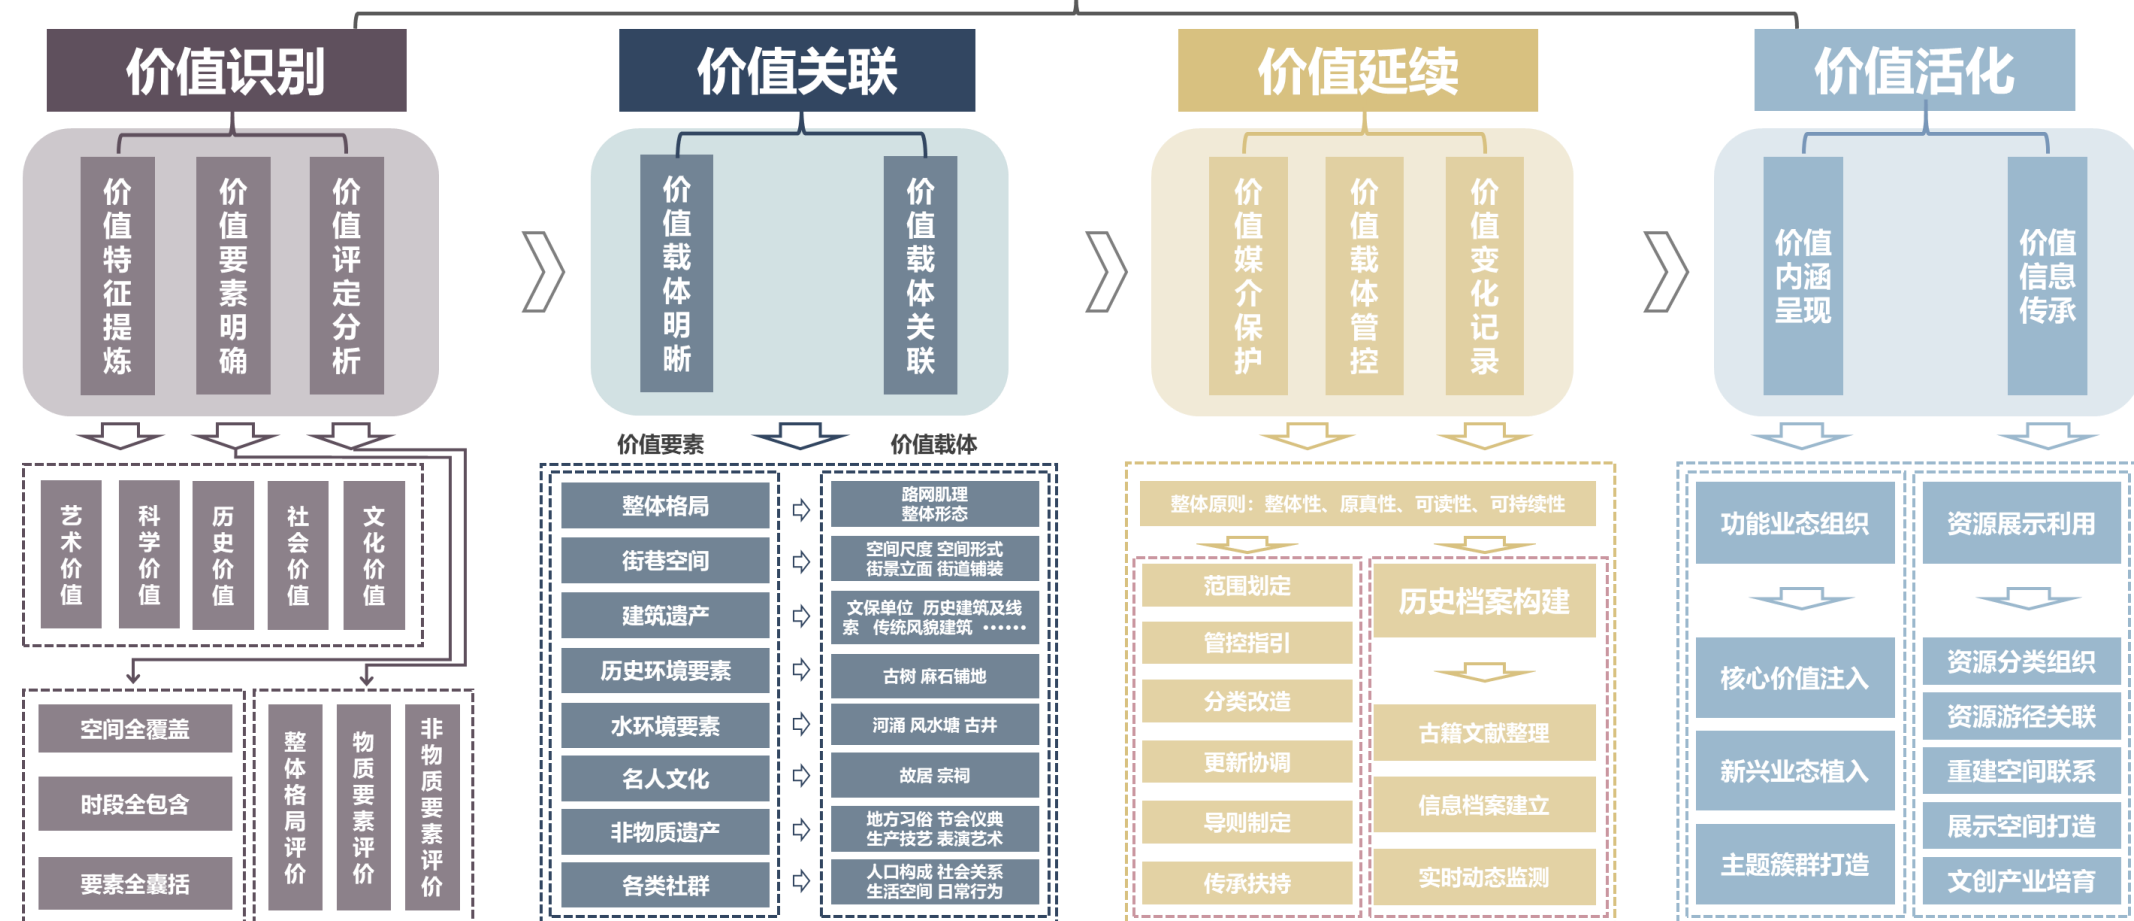 价值识别
价值特征提炼
价值要素明确
价值评定分析
艺术价值
科学价值
历史价值
社会价值
文化价值
空间全覆盖
时段全包含
要素全囊括
整体格局评价
物质要素评价
非物质要素评价
价值关联
价值载体明晰
价值载体关联
价值要素
价值载体
整体格局
路网肌理
整体形态
街巷空间
空间尺度 空间形式
街景立面 街道铺装
建筑遗产
文保单位 历史建筑及线
索 传统风貌建筑 ······
历史环境要素
古树 麻石铺地
水环境要素
河涌 风水塘 古井
名人文化
故居 宗祠
非物质遗产
地方习俗 节会仪典
生产技艺 表演艺术
各类社群
人口构成 社会关系
生活空间 日常行为
价值延续
价值媒介保护
价值载体管控
价值变化记录
整体原则：整体性、原真性、可读性、可持续性
范围划定
管控指引
分类改造
更新协调
导则制定
传承扶持
历史档案构建
古籍文献整理
信息档案建立
实时动态监测
价值活化
价值
内涵
呈现
价值
信息
传承
功能业态组织
核心价值注入
新兴业态植入
主题簇群打造
资源展示利用
资源分类组织
资源游径关联
重建空间联系
展示空间打造
文创产业培育